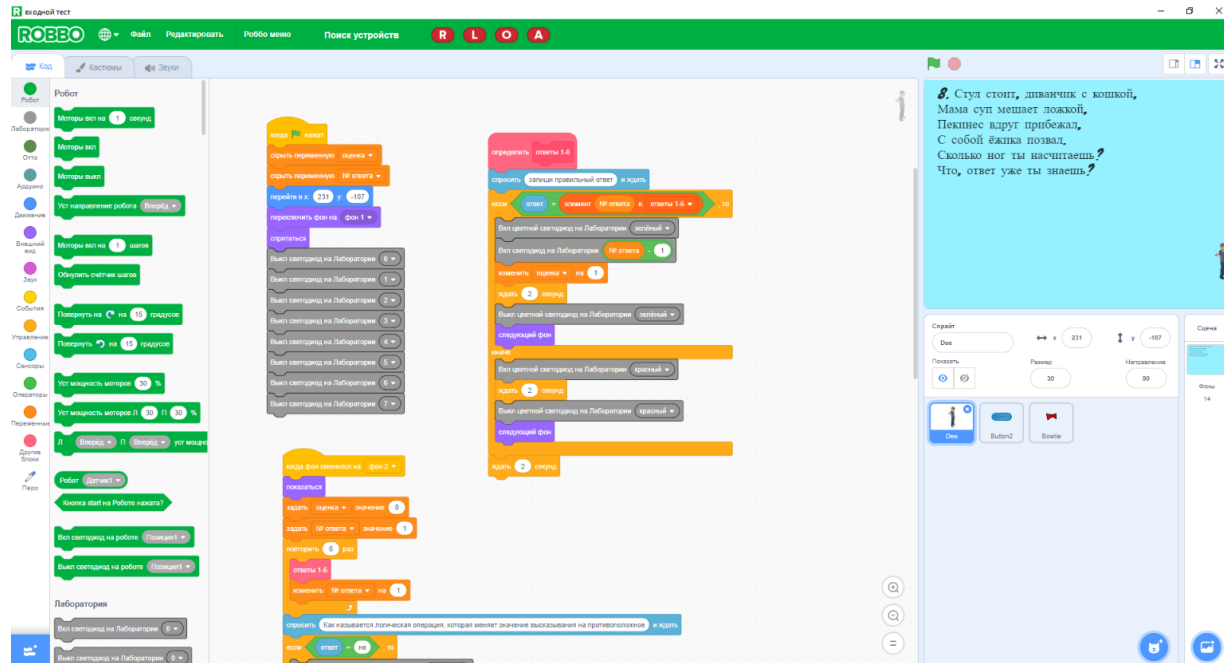 входной тест
ROBBO
Файл
Редактировать
Роббо меню
Поиск устройств
R L O A
Код
Костюмы
Звуки
Робот
Лаборатория
Отто
Ардуино
Движение
Внешний вид
Звук
События
Управление
Сенсоры
Операторы
Переменные
Другие блоки
Перо
Робот
Моторы вкл на 1 секунд
Моторы вкл
Моторы выкл
Уст направление робота Вперёд
Моторы вкл на 1 шагов
Обнулить счётчик шагов
Повернуть на 15 градусов
Повернуть на 15 градусов
Уст мощность моторов 30 %
Уст мощность моторов Л 30 П 30 %
Л Вперёд П Вперёд уст мощно
Робот Датчик1
Кнопка start на Роботе нажата?
Вкл светодиод на роботе Позиция1
Выкл светодиод на роботе Позиция1
Лаборатория
Вкл светодиод на Лаборатории 0
Выкл светодиод на Лаборатории 0
когда нажат
скрыть переменную оценка
скрыть переменную № ответа
перейти в x: 231 y: -107
переключить фон на фон 1
спрятаться
Выкл светодиод на Лаборатории 0
Выкл светодиод на Лаборатории 1
Выкл светодиод на Лаборатории 2
Выкл светодиод на Лаборатории 3
Выкл светодиод на Лаборатории 4
Выкл светодиод на Лаборатории 5
Выкл светодиод на Лаборатории 6
Выкл светодиод на Лаборатории 7
когда фон сменился на фон 2
показаться
задать оценка значение 0
задать № ответа значение 1
повторить 6 раз
ответы 1-6
изменить № ответа на 1
спросить Как называется логическая операция, которая меняет значение высказывания на противоположное и ждать
если ответ = не , то
определить ответы 1-6
спросить запиши правильный ответ и ждать
если ответ = элемент № ответа в ответы 1-6 , то
Вкл цветной светодиод на Лаборатории зелёный
Вкл светодиод на Лаборатории № ответа - 1
изменить оценка на 1
ждать 2 секунд
Выкл цветной светодиод на Лаборатории зелёный
следующий фон
иначе
Вкл цветной светодиод на Лаборатории красный
ждать 2 секунд
Выкл цветной светодиод на Лаборатории красный
следующий фон
ждать 2 секунд
8. Стул стоит, диванчик с кошкой,
Мама суп мешает ложкой,
Пекинес вдруг прибежал,
С собой ёжика позвал,
Сколько ног ты насчитаешь?
Что, ответ уже ты знаешь?
Спрайт
Dee
x 231
y -107
Показать
Размер
30
Направление
90
Dee
Button2
Bowtie
Сцена
Фоны
14